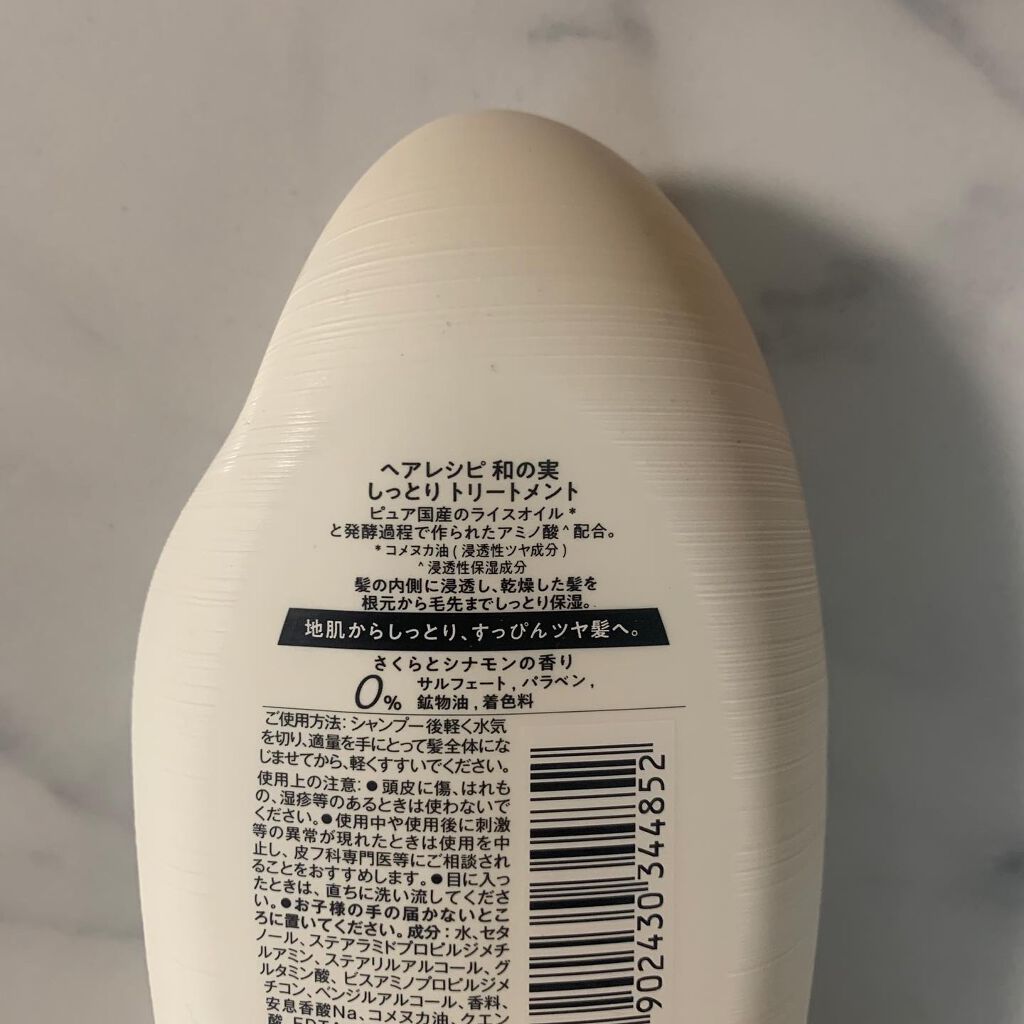 ヘアレシピ 和の実
しっとり トリートメント
ピュア国産のライスオイル*
と発酵過程で作られたアミノ酸^配合。
*コメヌカ油(浸透性ツヤ成分)
^浸透性保湿成分
髪の内側に浸透し、乾燥した髪を
根元から毛先までしっとり保湿。
地肌からしっとり、すっぴんツヤ髪へ。
さくらとシナモンの香り
0% サルフェート, パラベン,
鉱物油, 着色料
ご使用方法: シャンプー後軽く水気
を切り、適量を手にとって髪全体にな
じませてから、軽くすすいでください。
使用上の注意: ●頭皮に傷、はれも
の、湿疹等のあるときは使わないで
ください。●使用中や使用後に刺激
等の異常が現れたときは使用を中
止し、皮フ科専門医等にご相談され
ることをおすすめします。●目に入っ
たときは、直ちに洗い流してくださ
い。●お子様の手の届かないとこ
ろに置いてください。成分: 水、セタ
ノール、ステアラミドプロピルジメチ
ルアミン、ステアリルアルコール、グ
ルタミン酸、ビスアミノプロピルジメ
チコン、ベンジルアルコール、香料、
安息香酸Na、コメヌカ油、クエン
酸、EDTA
902430 344852